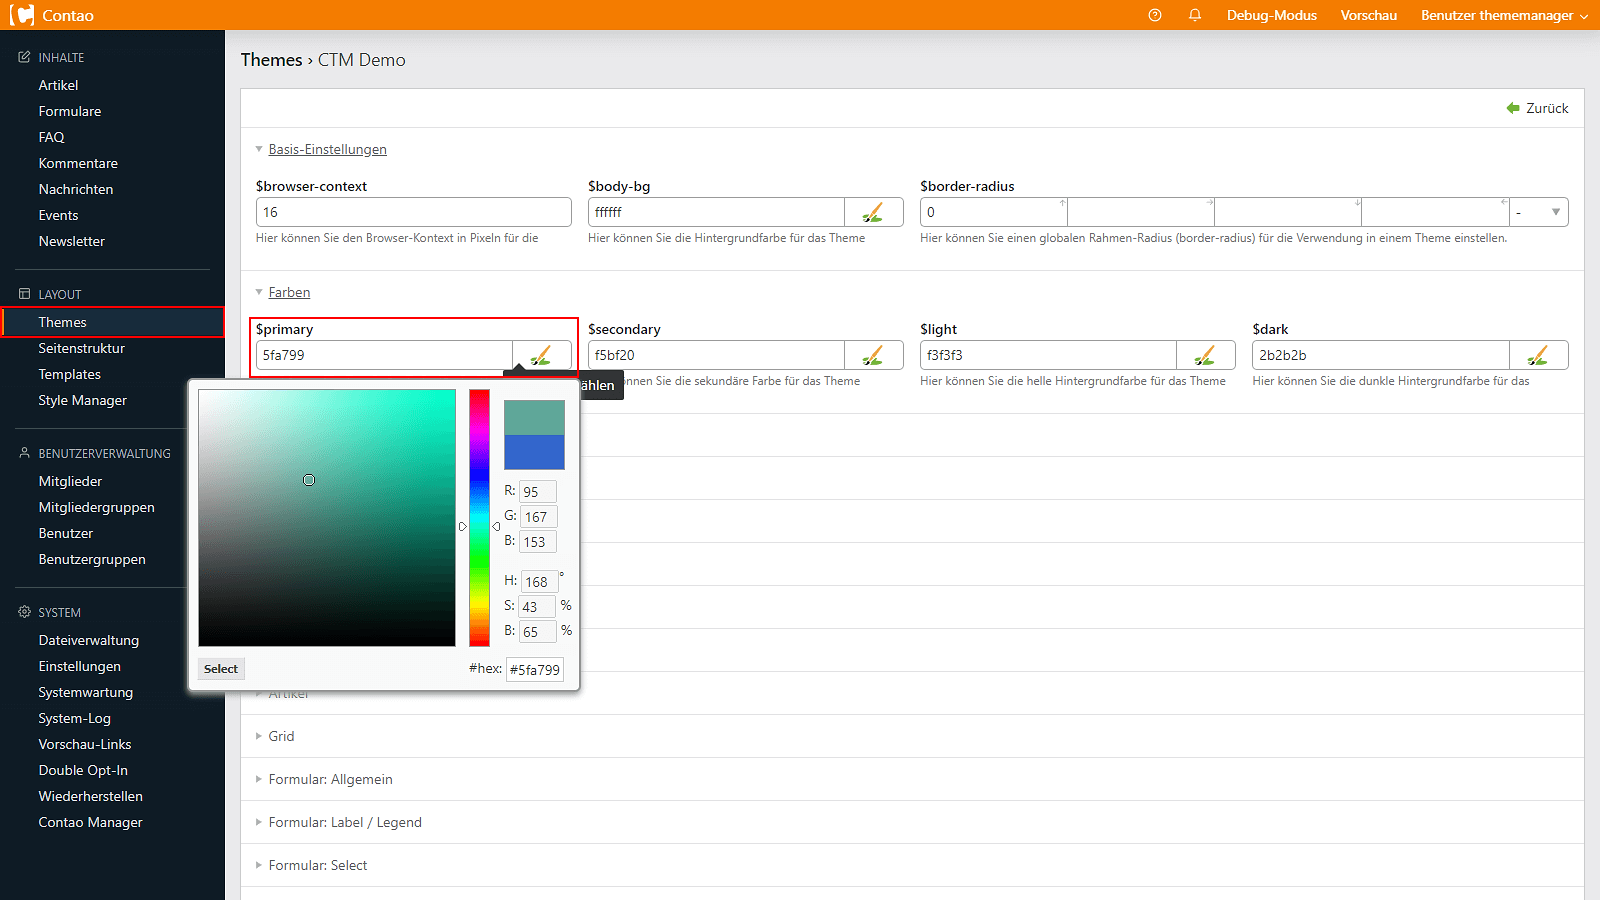 Contao
Debug-Modus
Vorschau
Benutzer thememanager
INHALTE
Artikel
Formulare
FAQ
Kommentare
Nachrichten
Events
Newsletter
LAYOUT
Themes
Seitenstruktur
Templates
Style Manager
BENUTZERVERWALTUNG
Mitglieder
Mitgliedergruppen
Benutzer
Benutzergruppen
SYSTEM
Dateiverwaltung
Einstellungen
Systemwartung
System-Log
Vorschau-Links
Double Opt-In
Wiederherstellen
Contao Manager
Themes › CTM Demo
Zurück
Basis-Einstellungen
$browser-context
16
Hier können Sie den Browser-Kontext in Pixeln für die
$body-bg
ffffff
Hier können Sie die Hintergrundfarbe für das Theme
$border-radius
0
-
Hier können Sie einen globalen Rahmen-Radius (border-radius) für die Verwendung in einem Theme einstellen.
Farben
$primary
5fa799
$secondary
f5bf20
können Sie die sekundäre Farbe für das Theme
$light
f3f3f3
Hier können Sie die helle Hintergrundfarbe für das Theme
$dark
2b2b2b
Hier können Sie die dunkle Hintergrundfarbe für das
ählen
R: 95
G: 167
B: 153
H: 168 °
S: 43 %
B: 65 %
Select
#hex: #5fa799
Artikel
Grid
Formular: Allgemein
Formular: Label / Legend
Formular: Select